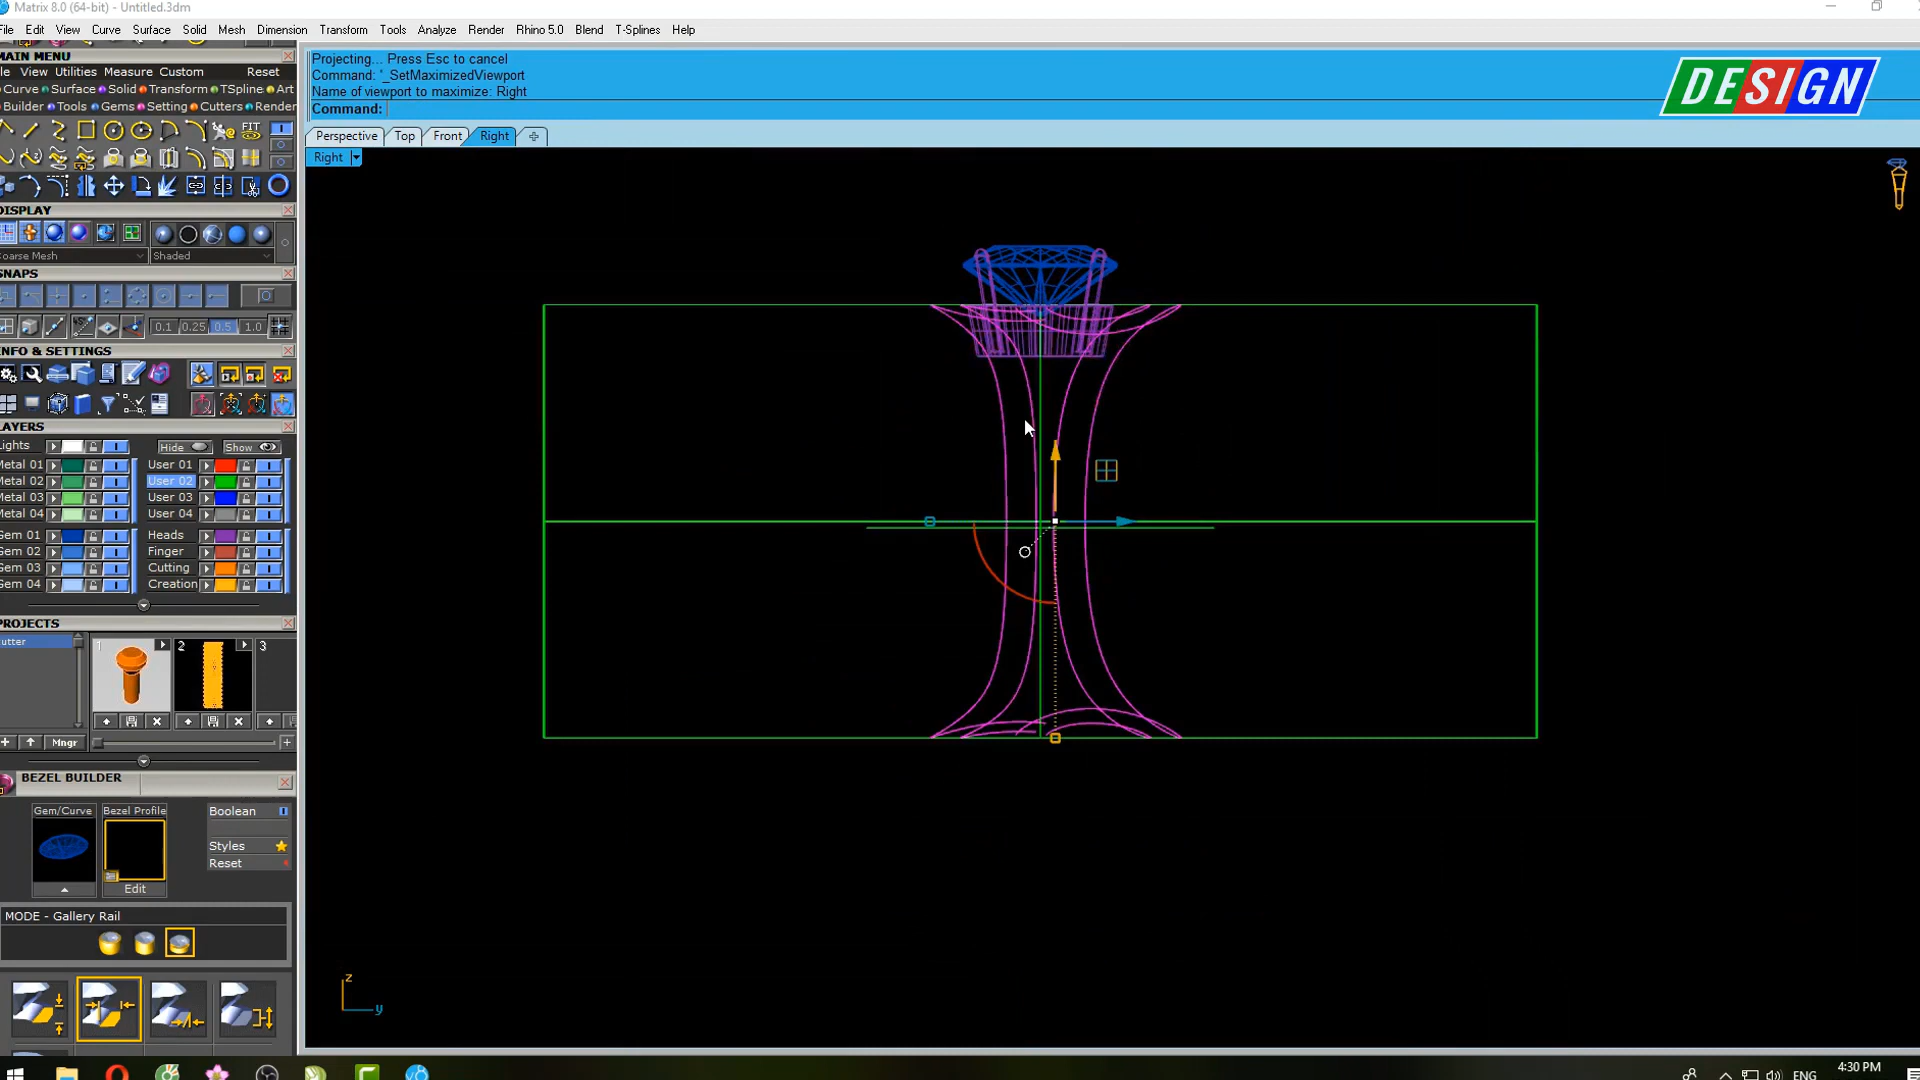 Matrix 8.0 (64-bit) - Untitled.3dm
File Edit View Curve Surface Solid Mesh Dimension Transform Tools Analyze Render Rhino 5.0 Blend T-Splines Help
MAIN MENU
le View Utilities Measure Custom Reset
Curve Surface Solid Transform TSpline Art
Builder Tools Gems Setting Cutters Render
FIT
Projecting... Press Esc to cancel
Command: '_SetMaximizedViewport
Name of viewport to maximize: Right
Command:
DESIGN
Perspective Top Front Right
Right
DISPLAY
Coarse Mesh Shaded
SNAPS
0.1 0.25 0.5 1.0
INFO & SETTINGS
LAYERS
Lights Hide Show
Metal 01 User 01
Metal 02 User 02
Metal 03 User 03
Metal 04 User 04
Gem 01 Heads
Gem 02 Finger
Gem 03 Cutting
Gem 04 Creation
PROJECTS
utter 1 2 3
Mngr
BEZEL BUILDER
Gem/Curve Bezel Profile Boolean
Styles
Reset
Edit
MODE - Gallery Rail
z
y
ENG
4:30 PM